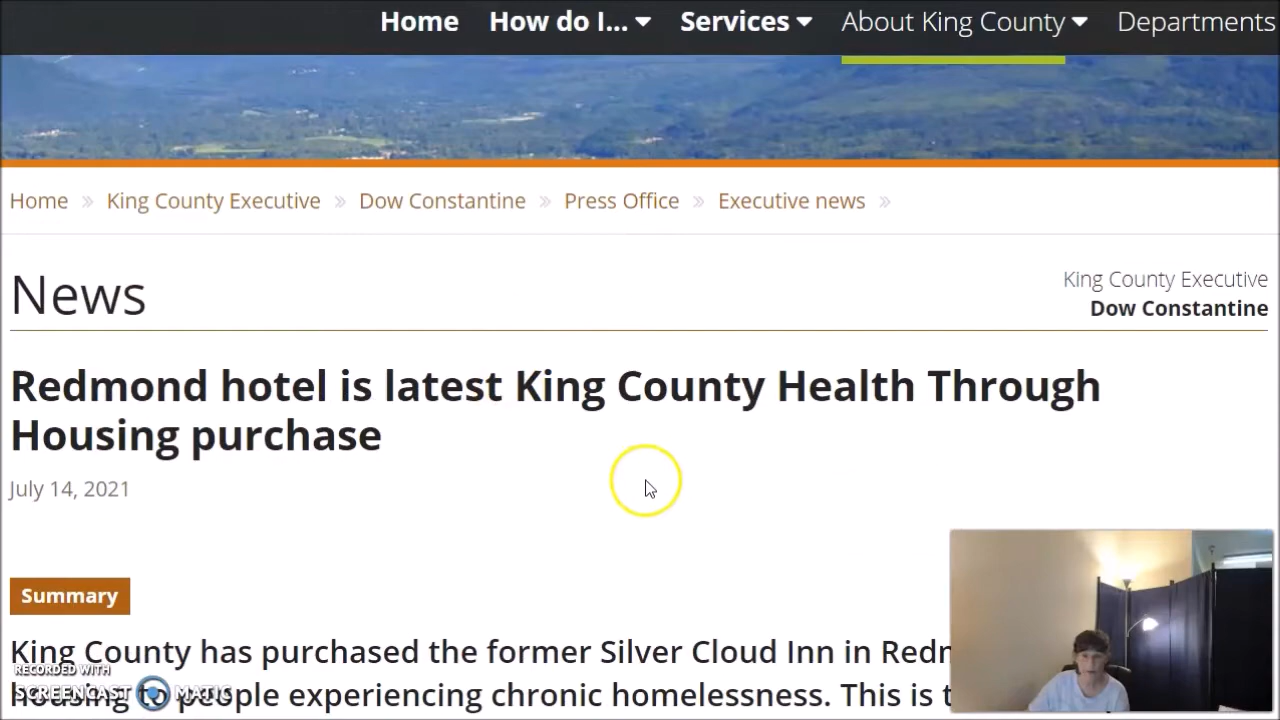 Home How do I... Services About King County Departments
Home » King County Executive » Dow Constantine » Press Office » Executive news »
News
King County Executive
Dow Constantine
Redmond hotel is latest King County Health Through
Housing purchase
July 14, 2021
Summary
King County has purchased the former Silver Cloud Inn in
housing to people experiencing chronic homelessness. This is
RECORDED WITH
SCREENCAST MATIC